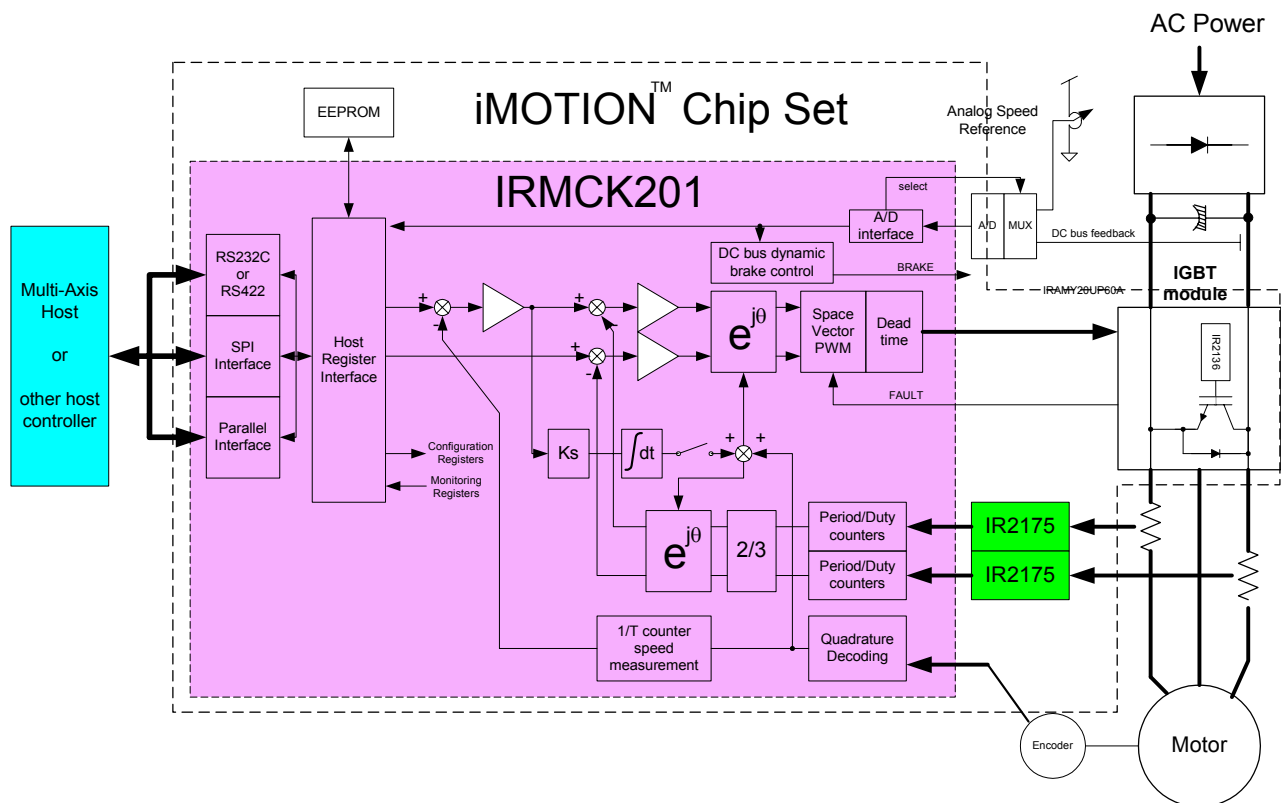 AC Power
iMOTION™ Chip Set
EEPROM
Analog Speed
Reference
IRMCK201
select
A/D
interface
A/D
MUX
DC bus feedback
DC bus dynamic
brake control
BRAKE
IGBT
module
IRAMY20UP60A
Multi-Axis
Host
or
other host
controller
RS232C
or
RS422
SPI
Interface
Parallel
Interface
Host
Register
Interface
+
-
+
-
+
-
e^jθ
Space
Vector
PWM
Dead
time
FAULT
IR2136
Configuration
Registers
Monitoring
Registers
Ks
∫dt
+
+
+
e^jθ
2/3
Period/Duty
counters
Period/Duty
counters
IR2175
IR2175
1/T counter
speed
measurement
Quadrature
Decoding
Encoder
Motor